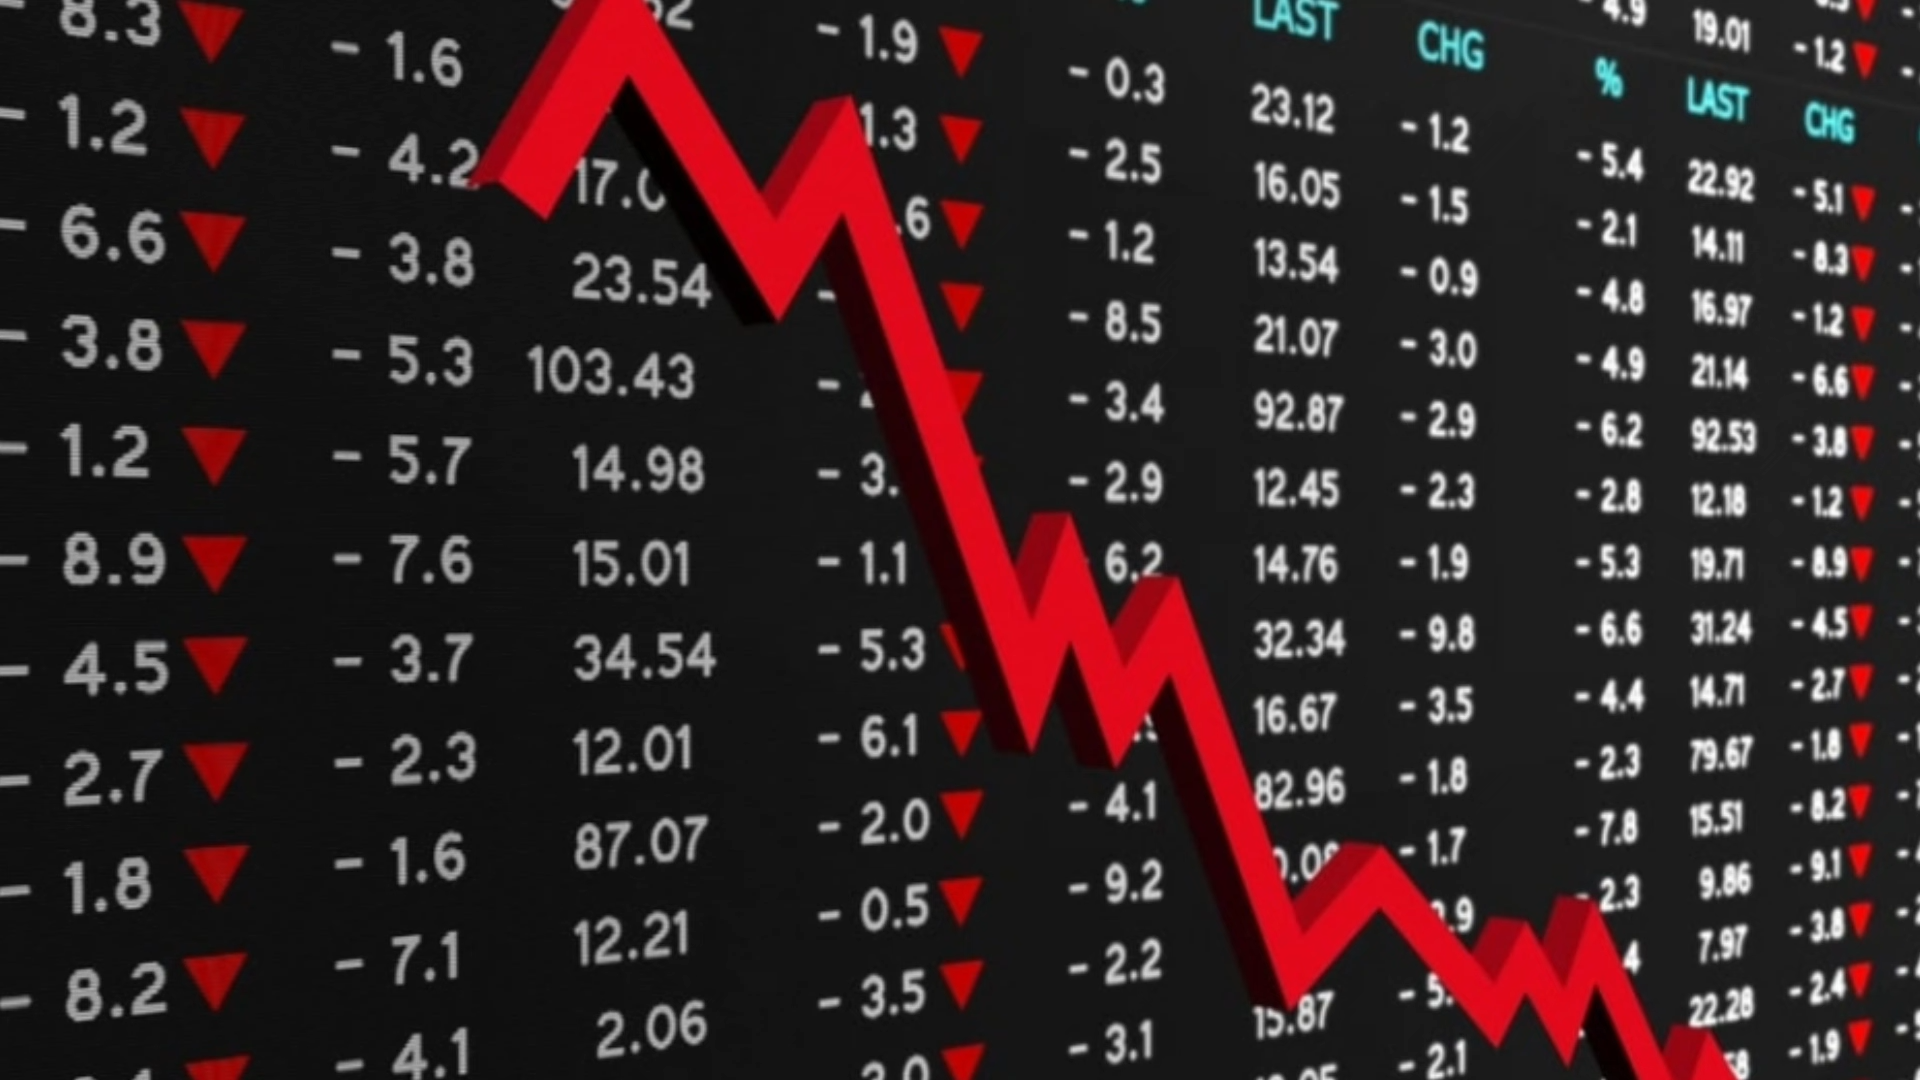 LAST CHG % LAST CHG
- 4.9 19.01
8.3 - 1.6 - 1.9 - 0.3 23.12 - 1.2 - 5.4 22.92 - 5.1
- 1.2 - 4.2 - 2.5 16.05 - 1.5 - 2.1 14.11 - 8.3
- 6.6 - 3.8 23.54 - 1.2 13.54 - 0.9 - 4.8 16.97 - 1.2
- 3.8 - 5.3 103.43 - 8.5 21.07 - 3.0 - 4.9 21.14 - 6.6
- 1.2 - 5.7 14.98 - 3.4 92.87 - 2.9 - 6.2 92.53 - 3.8
- 8.9 - 7.6 15.01 - 1.1 - 2.9 12.45 - 2.3 - 2.8 12.18 - 1.2
- 4.5 - 3.7 34.54 - 5.3 6.2 14.76 - 1.9 - 5.3 19.71 - 8.9
- 2.7 - 2.3 12.01 - 6.1 32.34 - 9.8 - 6.6 31.24 - 4.5
- 1.8 - 1.6 87.07 - 2.0 16.67 - 3.5 - 4.4 14.71 - 2.7
- 8.2 - 7.1 12.21 - 0.5 - 4.1 82.96 - 1.8 - 2.3 79.67 - 1.8
- 4.1 2.06 - 3.5 - 9.2 - 1.7 - 7.8 15.51 - 8.2
- 2.2 - 2.3 9.86 - 9.1
- 3.1 15.87 7.97 - 3.8
- 2.1 22.28 - 2.4
- 1.9